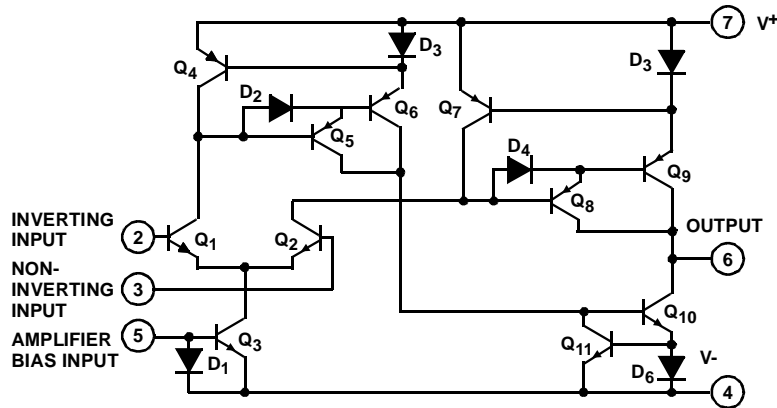 7 V+
D3
D3
Q4
D2
Q6
Q7
Q5
D4
Q9
Q8
INVERTING
INPUT
2
Q1
Q2
OUTPUT
6
NON-
INVERTING
INPUT
3
Q10
5
AMPLIFIER
BIAS INPUT
Q3
D1
Q11
V-
D6
4